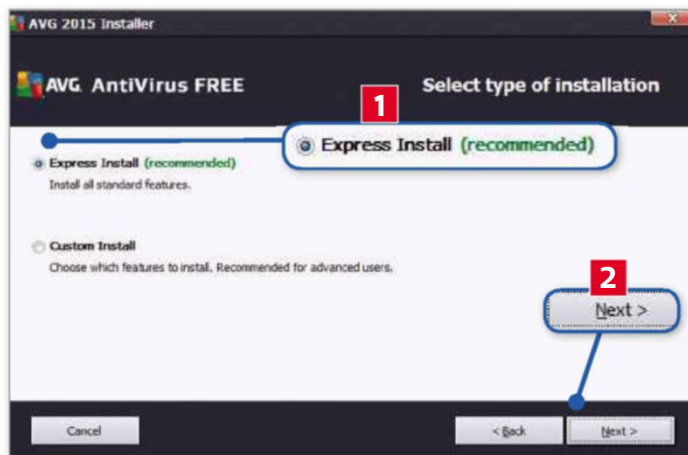 AVG 2015 Installer
AVG. AntiVirus FREE
Select type of installation
1
Express Install (recommended)
Express Install (recommended)
Install all standard features.
Custom Install
Choose which features to install. Recommended for advanced users.
2
Next >
Cancel
< Back
Next >